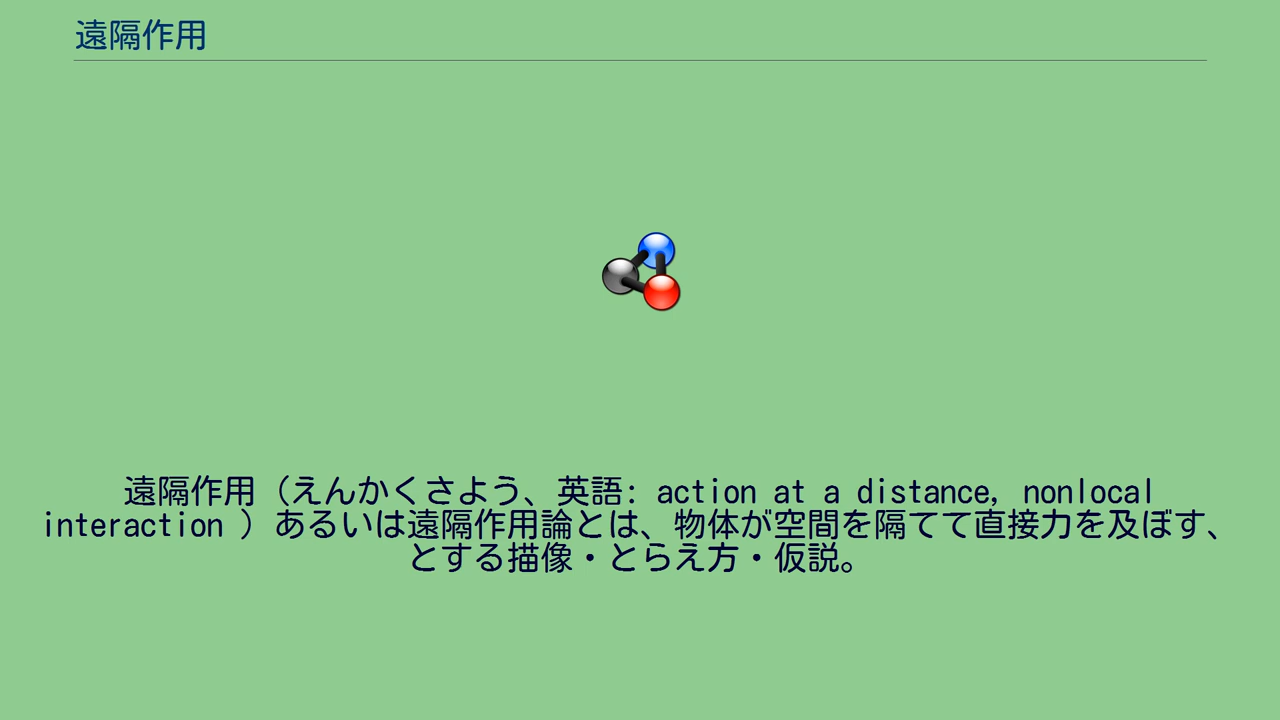 遠隔作用
遠隔作用（えんかくさよう、英語: action at a distance, nonlocal
interaction ）あるいは遠隔作用論とは、物体が空間を隔てて直接力を及ぼす、
とする描像・とらえ方・仮説。